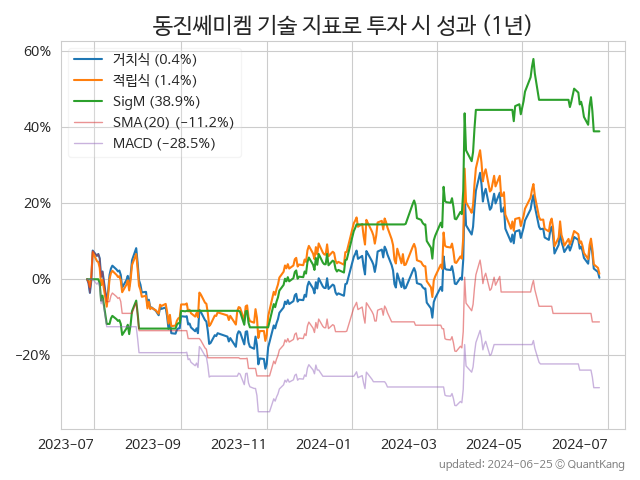 동진쎄미켐 기술 지표로 투자 시 성과 (1년)
60%
40%
20%
0%
−20%
거치식 (0.4%)
적립식 (1.4%)
SigM (38.9%)
SMA(20) (−11.2%)
MACD (−28.5%)
2023-07
2023-09
2023-11
2024-01
2024-03
2024-05
2024-07
updated: 2024-06-25 © QuantKang